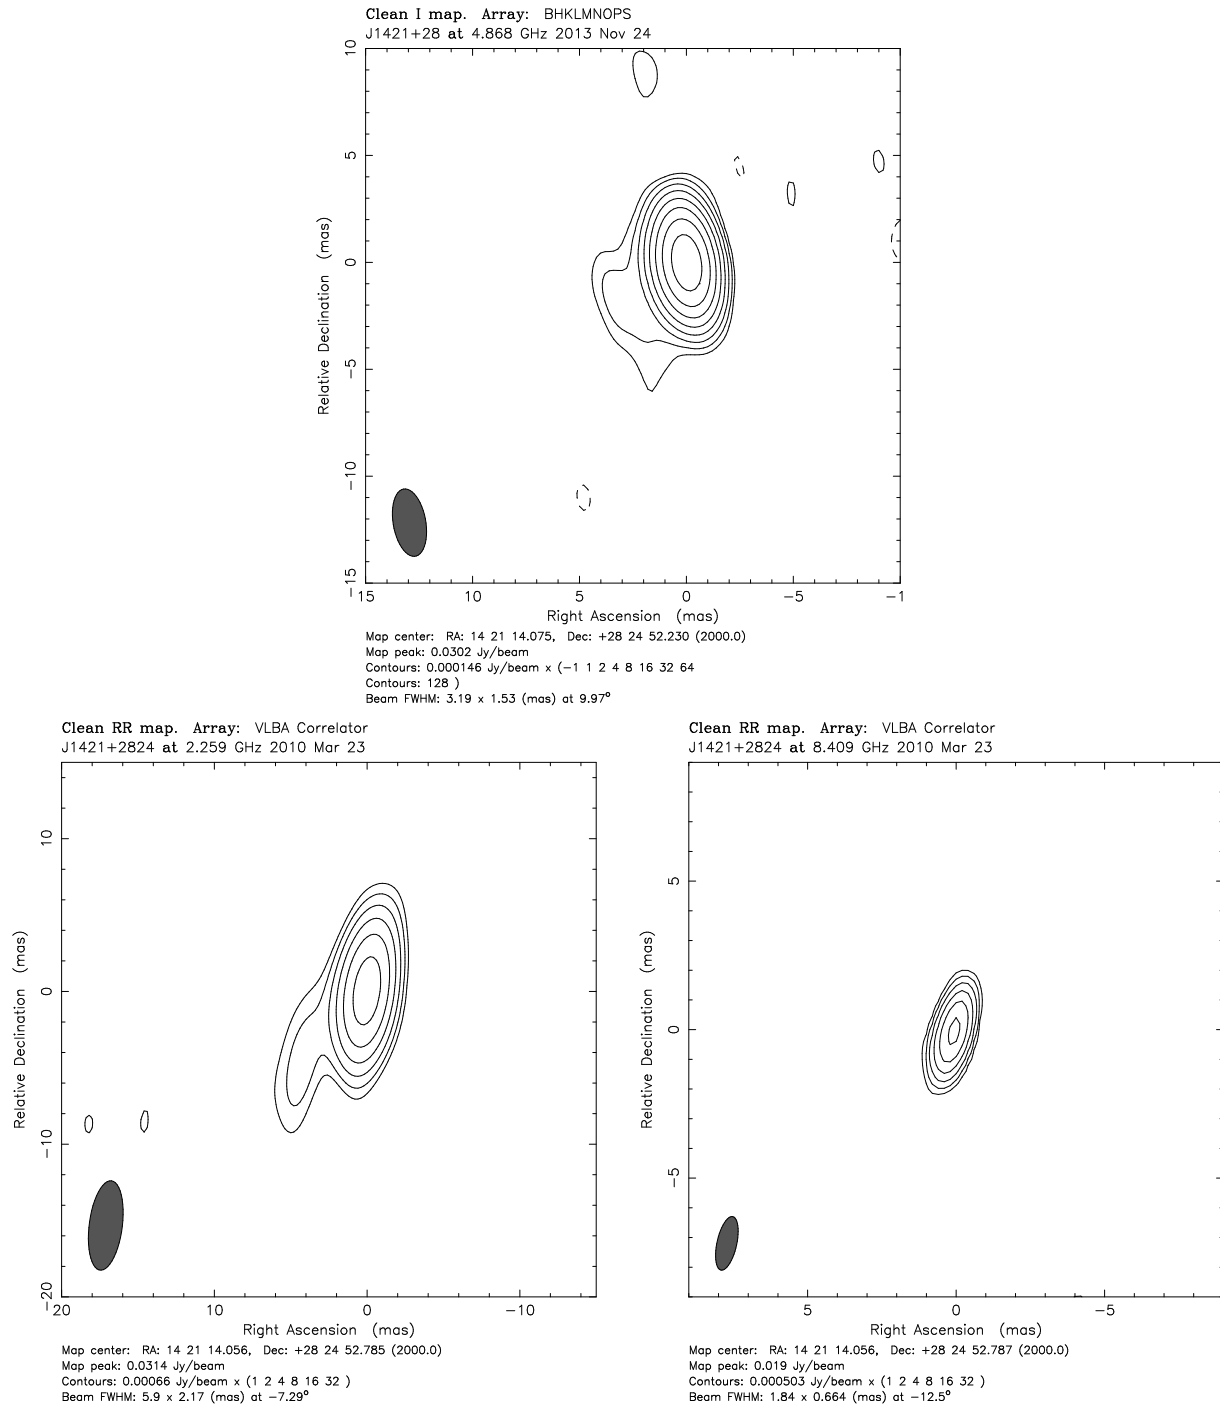 Clean I map. Array: BHKLMNOPS
J1421+28 at 4.868 GHz 2013 Nov 24
10
5
0
−5
−10
−15
Relative Declination (mas)
15 10 5 0 −5 −1
Right Ascension (mas)
Map center: RA: 14 21 14.075, Dec: +28 24 52.230 (2000.0)
Map peak: 0.0302 Jy/beam
Contours: 0.000146 Jy/beam x (−1 1 2 4 8 16 32 64
Contours: 128 )
Beam FWHM: 3.19 x 1.53 (mas) at 9.97°
Clean RR map. Array: VLBA Correlator
J1421+2824 at 2.259 GHz 2010 Mar 23
10
0
−10
−20
Relative Declination (mas)
20 10 0 −10
Right Ascension (mas)
Map center: RA: 14 21 14.056, Dec: +28 24 52.785 (2000.0)
Map peak: 0.0314 Jy/beam
Contours: 0.00066 Jy/beam x (1 2 4 8 16 32 )
Beam FWHM: 5.9 x 2.17 (mas) at −7.29°
Clean RR map. Array: VLBA Correlator
J1421+2824 at 8.409 GHz 2010 Mar 23
5
0
−5
Relative Declination (mas)
5 0 −5
Right Ascension (mas)
Map center: RA: 14 21 14.056, Dec: +28 24 52.787 (2000.0)
Map peak: 0.019 Jy/beam
Contours: 0.000503 Jy/beam x (1 2 4 8 16 32 )
Beam FWHM: 1.84 x 0.664 (mas) at −12.5°